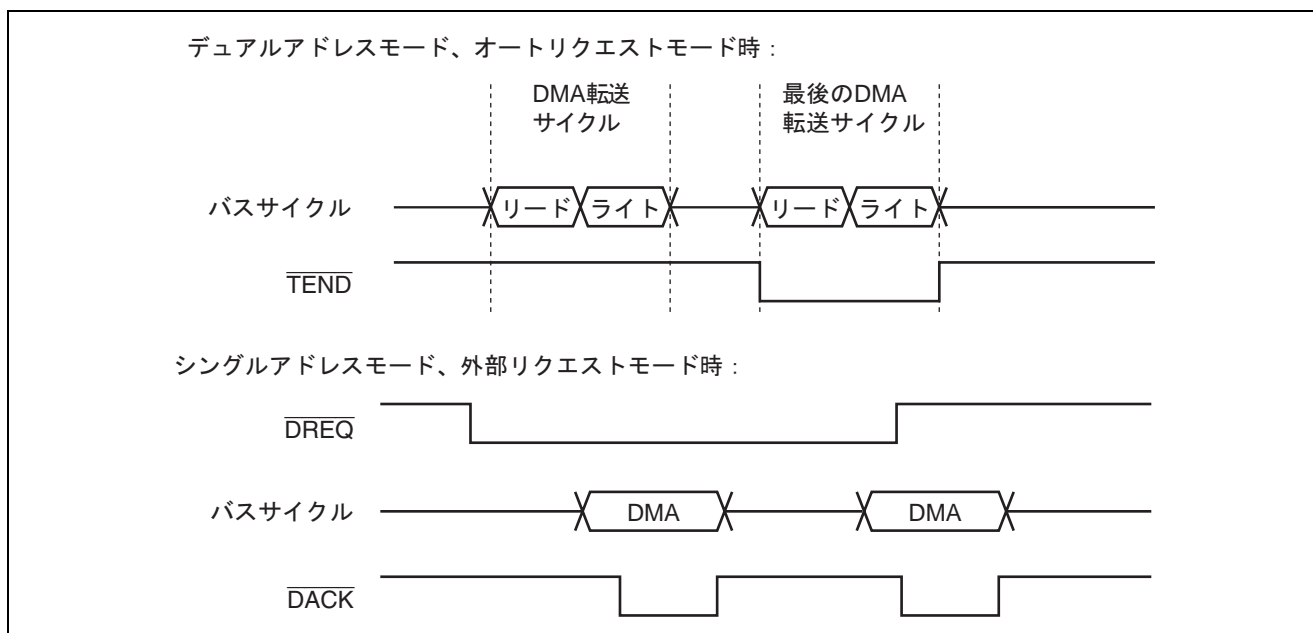 デュアルアドレスモード、オートリクエストモード時：
DMA転送
サイクル
最後のDMA
転送サイクル
バスサイクル
リード
ライト
リード
ライト
TEND
シングルアドレスモード、外部リクエストモード時：
DREQ
バスサイクル
DMA
DMA
DACK